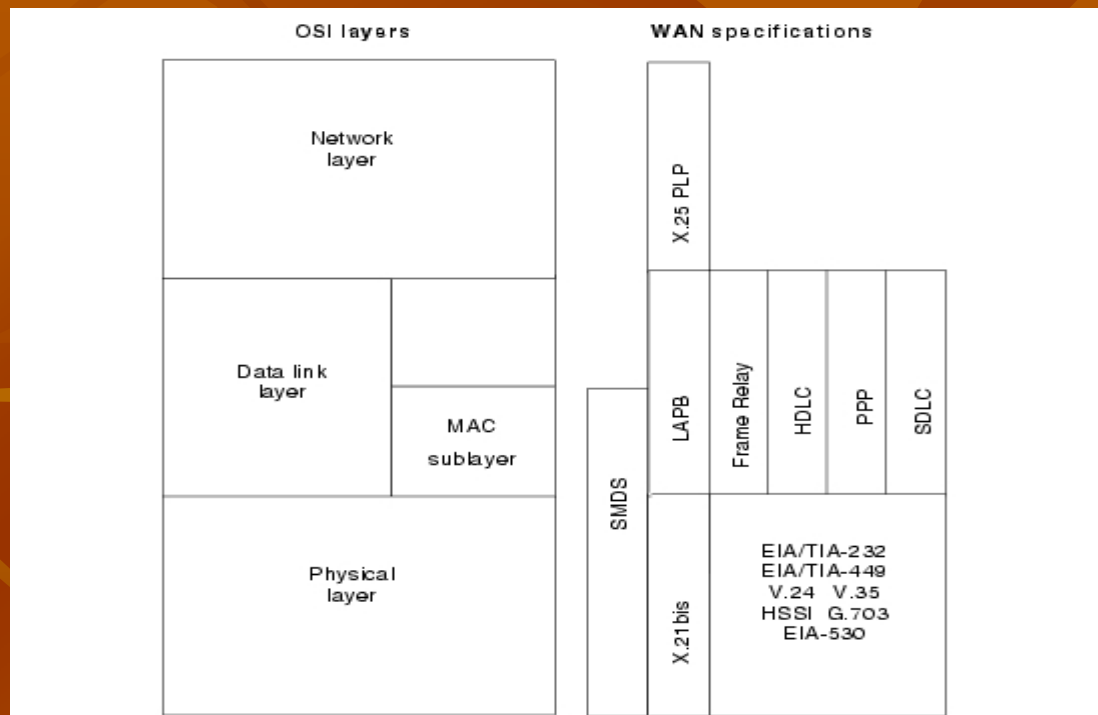 OSI layers
WAN specifications
Network
layer
X.25 PLP
Data link
layer
MAC
sublayer
LAPB
Frame Relay
HDLC
PPP
SDLC
SMDS
Physical
layer
X.21bis
EIA/TIA-232
EIA/TIA-449
V.24 V.35
HSSI G.703
EIA-530